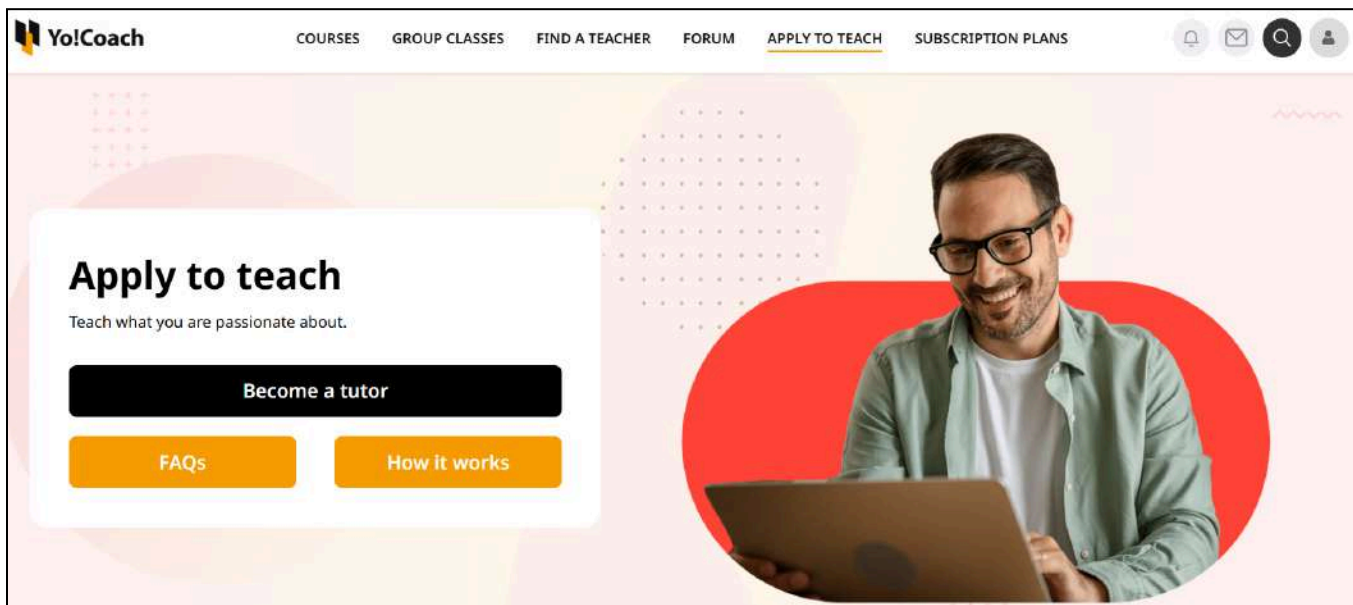 Yo!Coach
COURSES GROUP CLASSES FIND A TEACHER FORUM APPLY TO TEACH SUBSCRIPTION PLANS
Apply to teach
Teach what you are passionate about.
Become a tutor
FAQs How it works